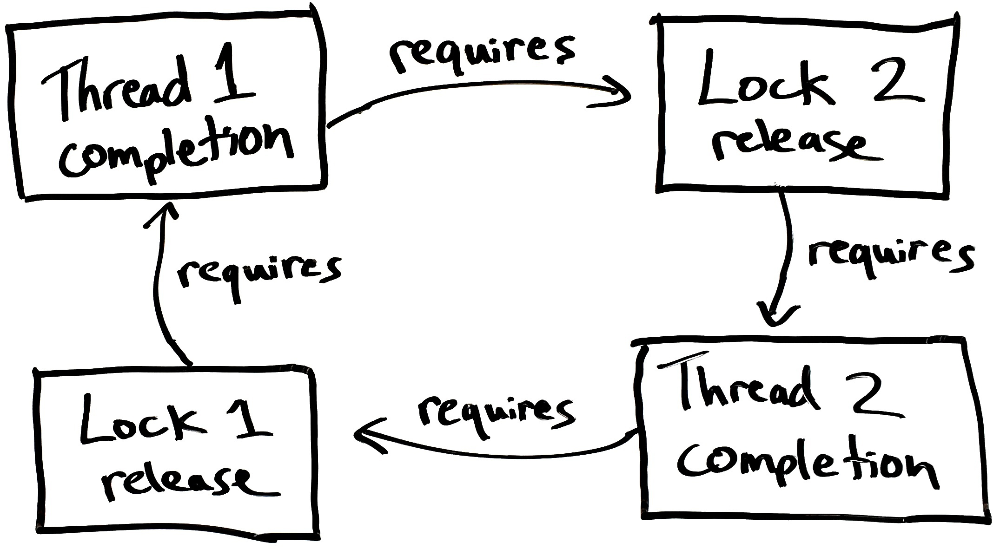 Thread 1
completion
requires
Lock 2
release
requires
requires
Lock 1
release
requires
Thread 2
completion